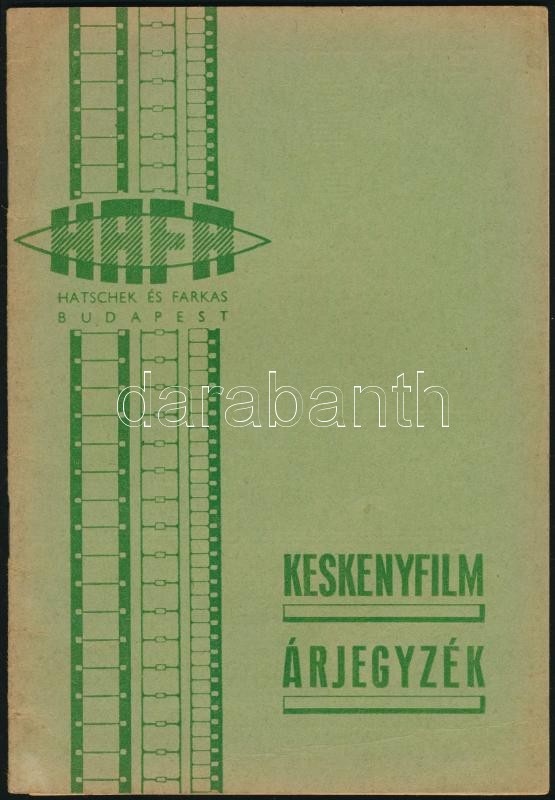 HAFA
HATSCHEK ÉS FARKAS
BUDAPEST
darabanth
KESKENYFILM
ÁRJEGYZÉK